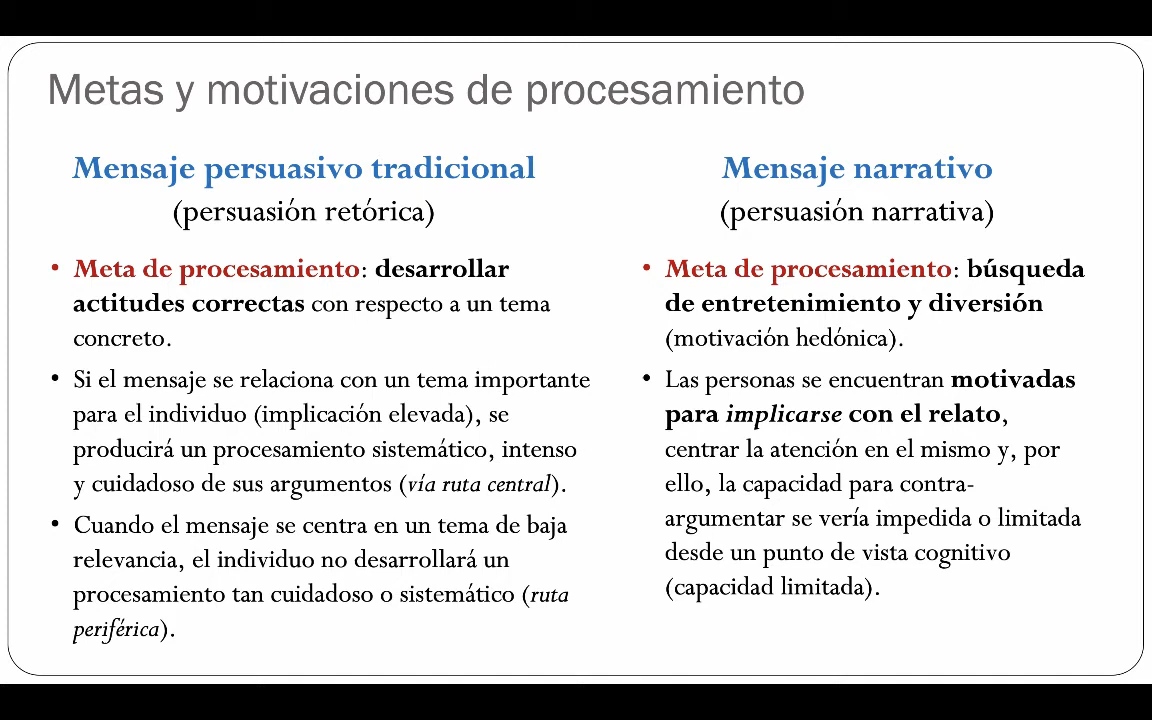 Metas y motivaciones de procesamiento
Mensaje persuasivo tradicional
(persuasión retórica)
• Meta de procesamiento: desarrollar
actitudes correctas con respecto a un tema
concreto.
• Si el mensaje se relaciona con un tema importante
para el individuo (implicación elevada), se
producirá un procesamiento sistemático, intenso
y cuidadoso de sus argumentos (vía ruta central).
• Cuando el mensaje se centra en un tema de baja
relevancia, el individuo no desarrollará un
procesamiento tan cuidadoso o sistemático (ruta
periférica).
Mensaje narrativo
(persuasión narrativa)
• Meta de procesamiento: búsqueda
de entretenimiento y diversión
(motivación hedónica).
• Las personas se encuentran motivadas
para implicarse con el relato,
centrar la atención en el mismo y, por
ello, la capacidad para contra-
argumentar se vería impedida o limitada
desde un punto de vista cognitivo
(capacidad limitada).